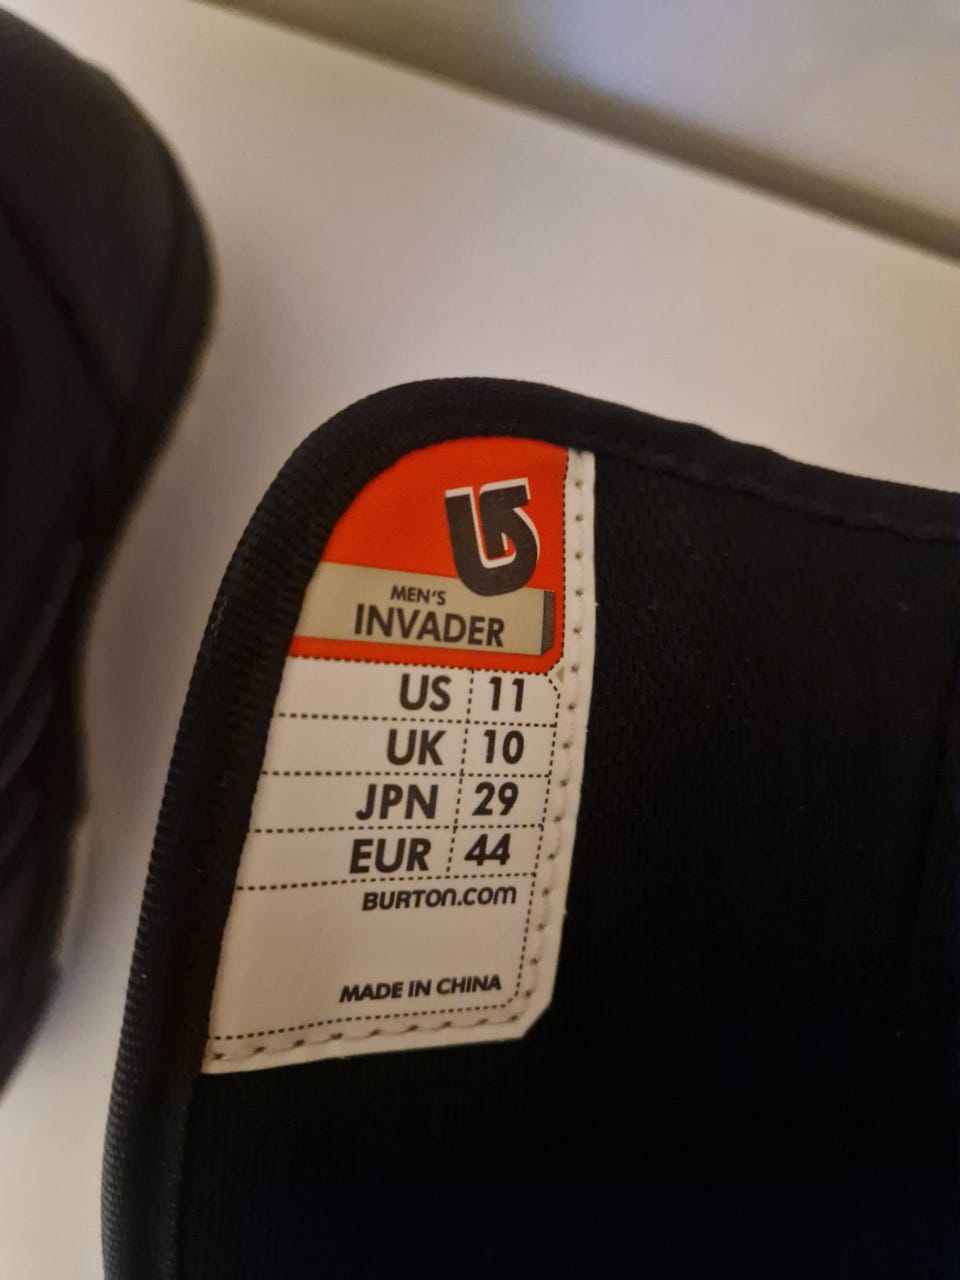 MEN'S
INVADER
US 11
UK 10
JPN 29
EUR 44
BURTON.COM
MADE IN CHINA